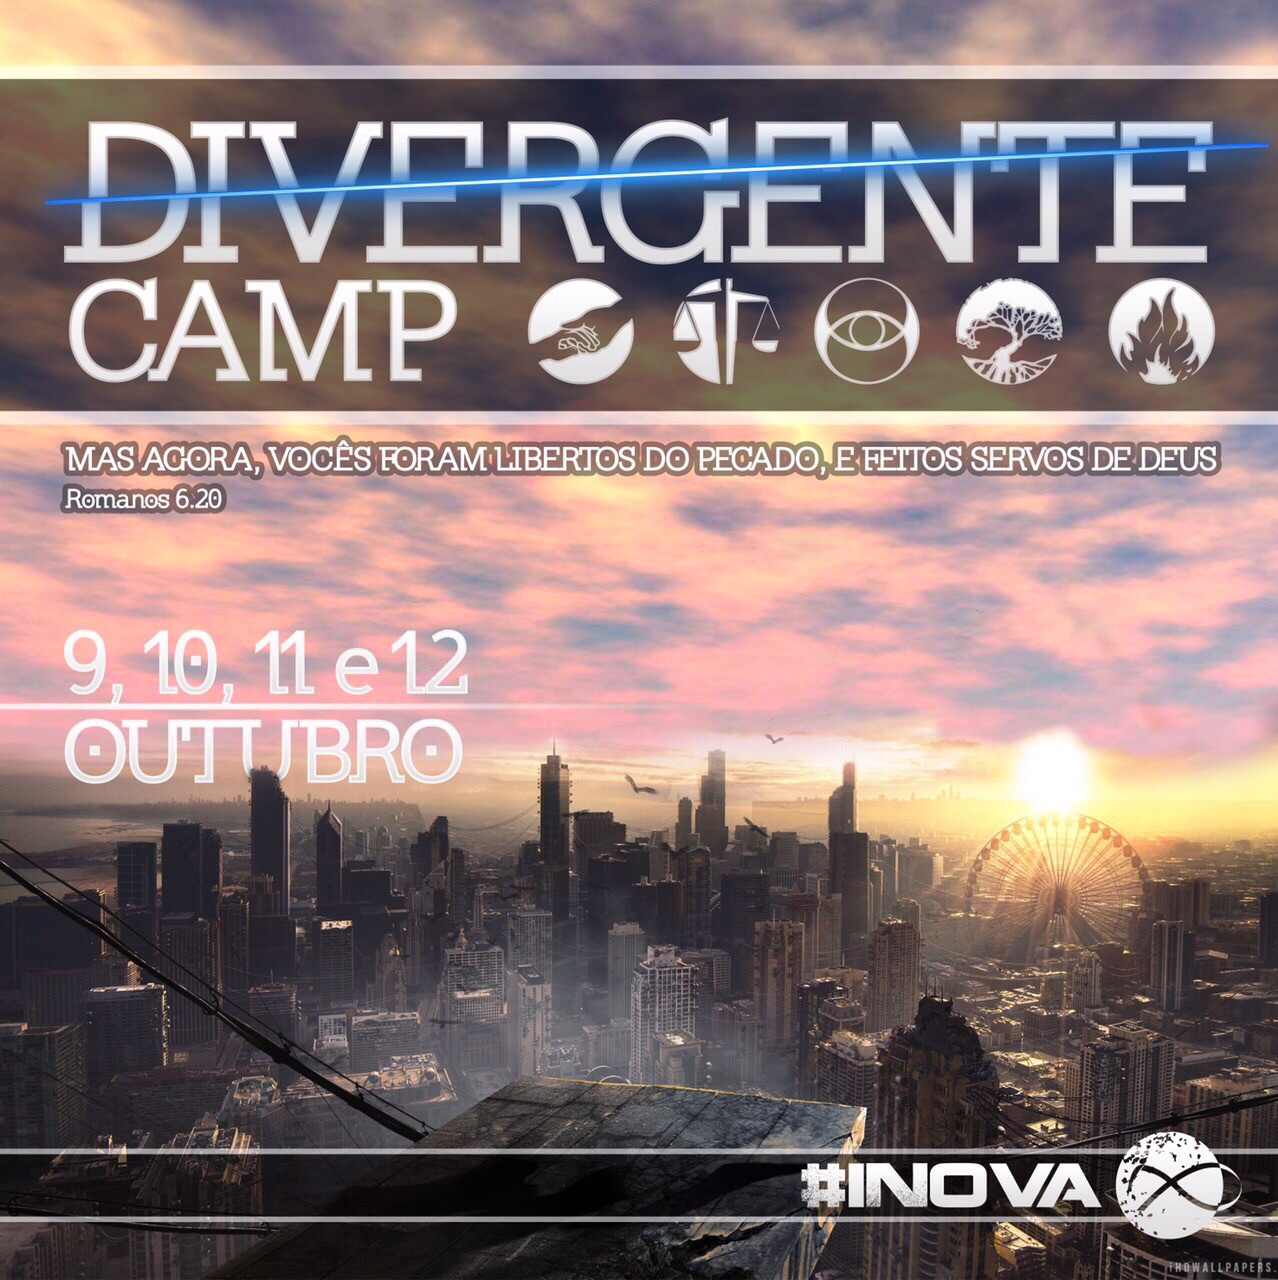 DIVERGENTE
CAMP
MAS AGORA, VOCÊS FORAM LIBERTOS DO PECADO, E FEITOS SERVOS DE DEUS
Romanos 6.20
9, 10, 11 e 12
OUTUBRO
#INOVA